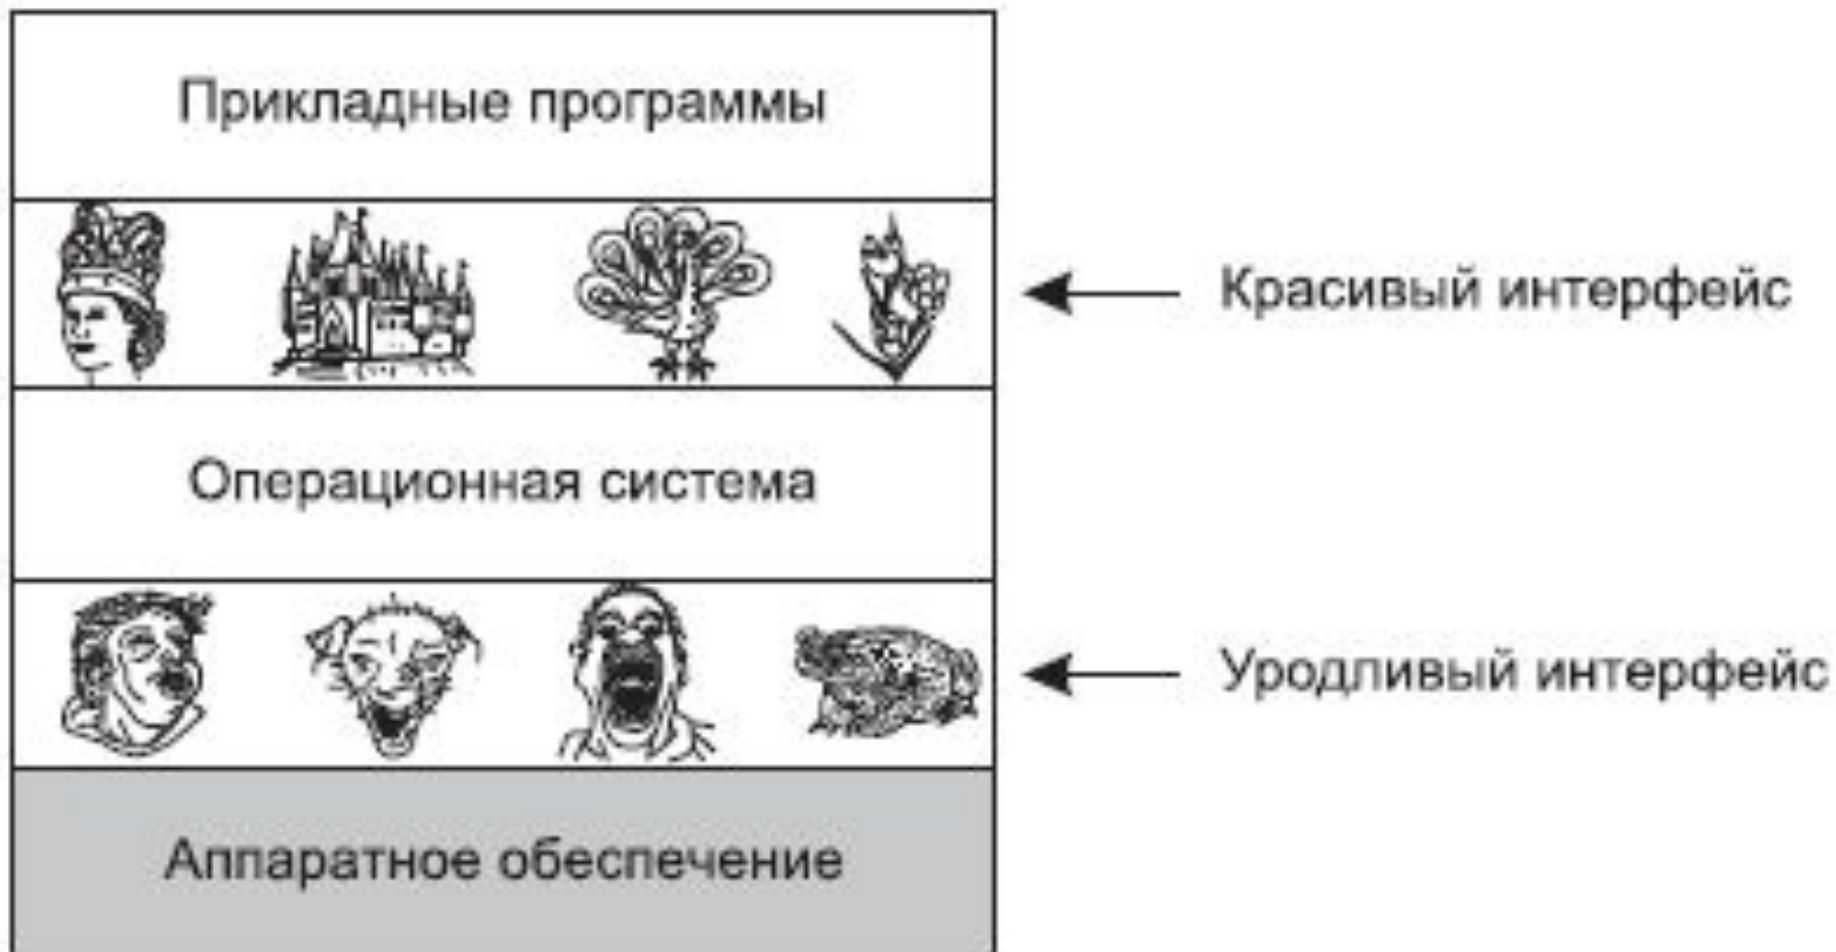 Прикладные программы
Красивый интерфейс
Операционная система
Уродливый интерфейс
Аппаратное обеспечение